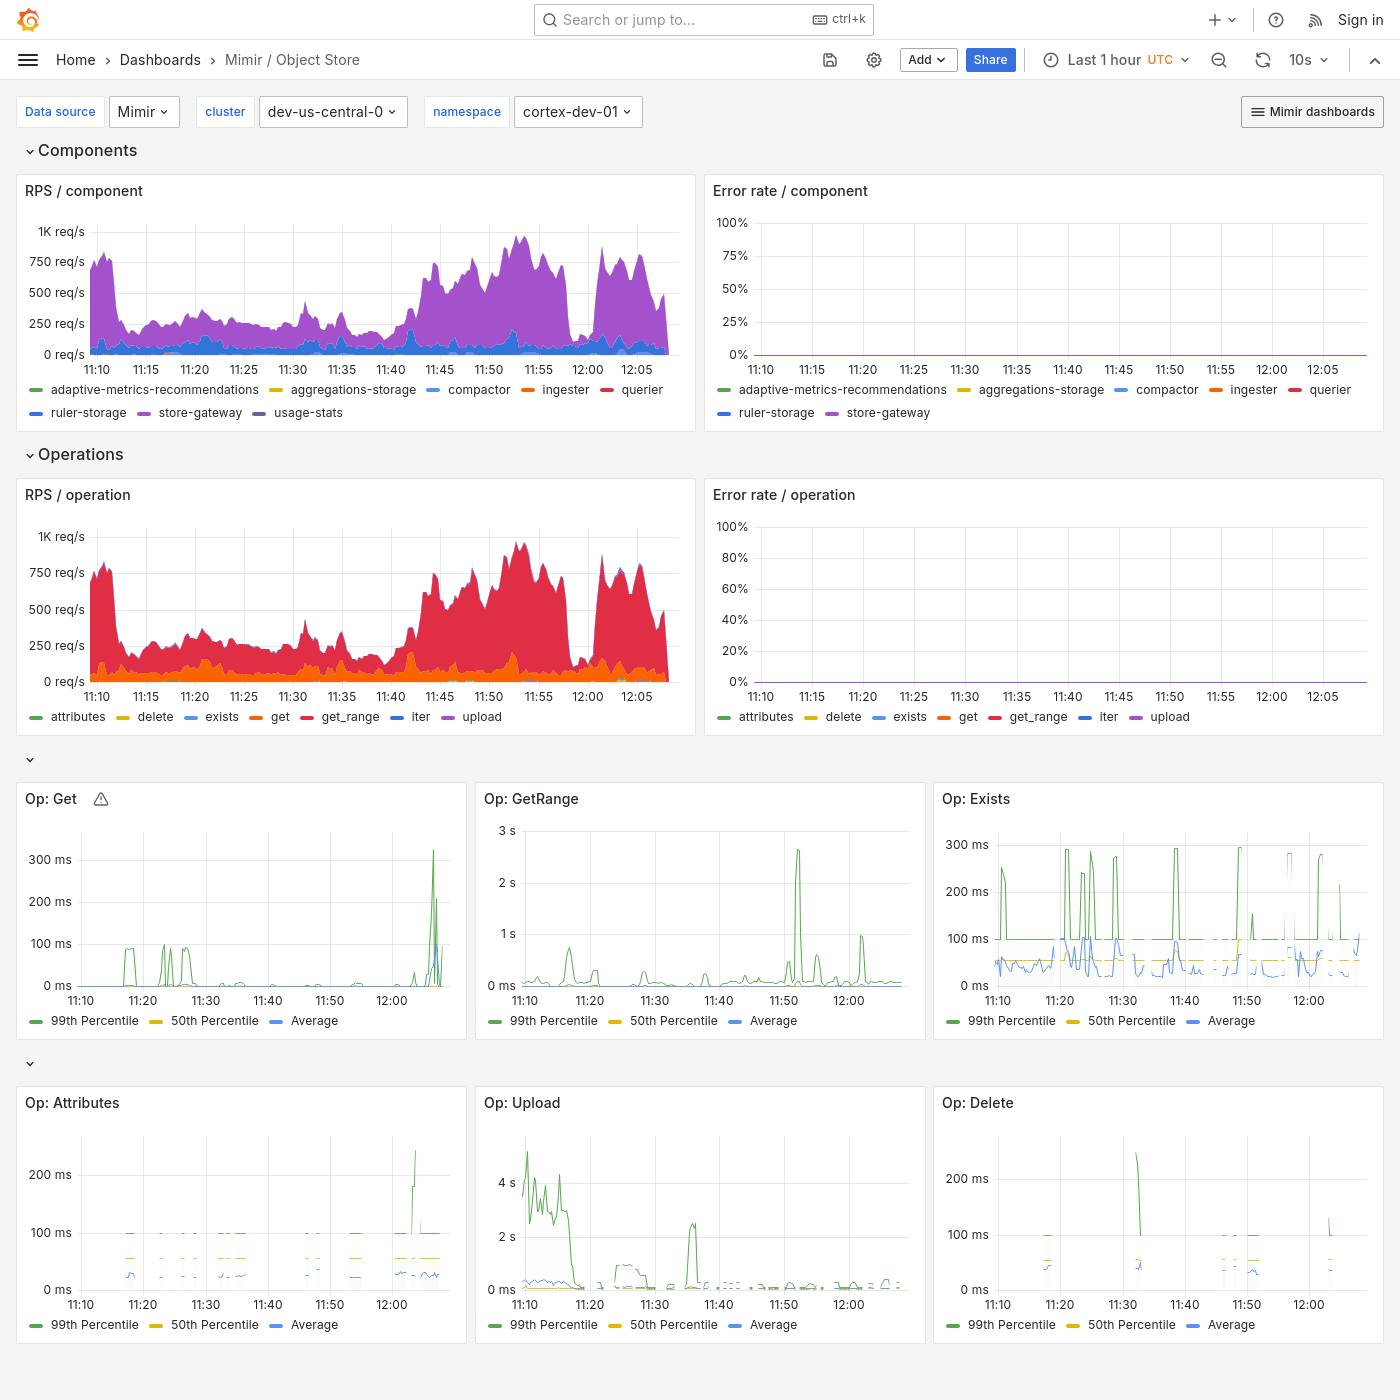 Search or jump to... ctrl+k Sign in
Home Dashboards Mimir / Object Store Add Share Last 1 hour UTC 10s
Data source Mimir cluster dev-us-central-0 namespace cortex-dev-01 Mimir dashboards
Components
RPS / component
1K req/s
750 req/s
500 req/s
250 req/s
0 req/s
11:10 11:15 11:20 11:25 11:30 11:35 11:40 11:45 11:50 11:55 12:00 12:05
adaptive-metrics-recommendations aggregations-storage compactor ingester querier
ruler-storage store-gateway usage-stats
Error rate / component
100%
75%
50%
25%
0%
11:10 11:15 11:20 11:25 11:30 11:35 11:40 11:45 11:50 11:55 12:00 12:05
adaptive-metrics-recommendations aggregations-storage compactor ingester querier
ruler-storage store-gateway
Operations
RPS / operation
1K req/s
750 req/s
500 req/s
250 req/s
0 req/s
11:10 11:15 11:20 11:25 11:30 11:35 11:40 11:45 11:50 11:55 12:00 12:05
attributes delete exists get get_range iter upload
Error rate / operation
100%
80%
60%
40%
20%
0%
11:10 11:15 11:20 11:25 11:30 11:35 11:40 11:45 11:50 11:55 12:00 12:05
attributes delete exists get get_range iter upload
Op: Get
300 ms
200 ms
100 ms
0 ms
11:10 11:20 11:30 11:40 11:50 12:00
99th Percentile 50th Percentile Average
Op: GetRange
3 s
2 s
1 s
0 ms
11:10 11:20 11:30 11:40 11:50 12:00
99th Percentile 50th Percentile Average
Op: Exists
300 ms
200 ms
100 ms
0 ms
11:10 11:20 11:30 11:40 11:50 12:00
99th Percentile 50th Percentile Average
Op: Attributes
200 ms
100 ms
0 ms
11:10 11:20 11:30 11:40 11:50 12:00
99th Percentile 50th Percentile Average
Op: Upload
4 s
2 s
0 ms
11:10 11:20 11:30 11:40 11:50 12:00
99th Percentile 50th Percentile Average
Op: Delete
200 ms
100 ms
0 ms
11:10 11:20 11:30 11:40 11:50 12:00
99th Percentile 50th Percentile Average